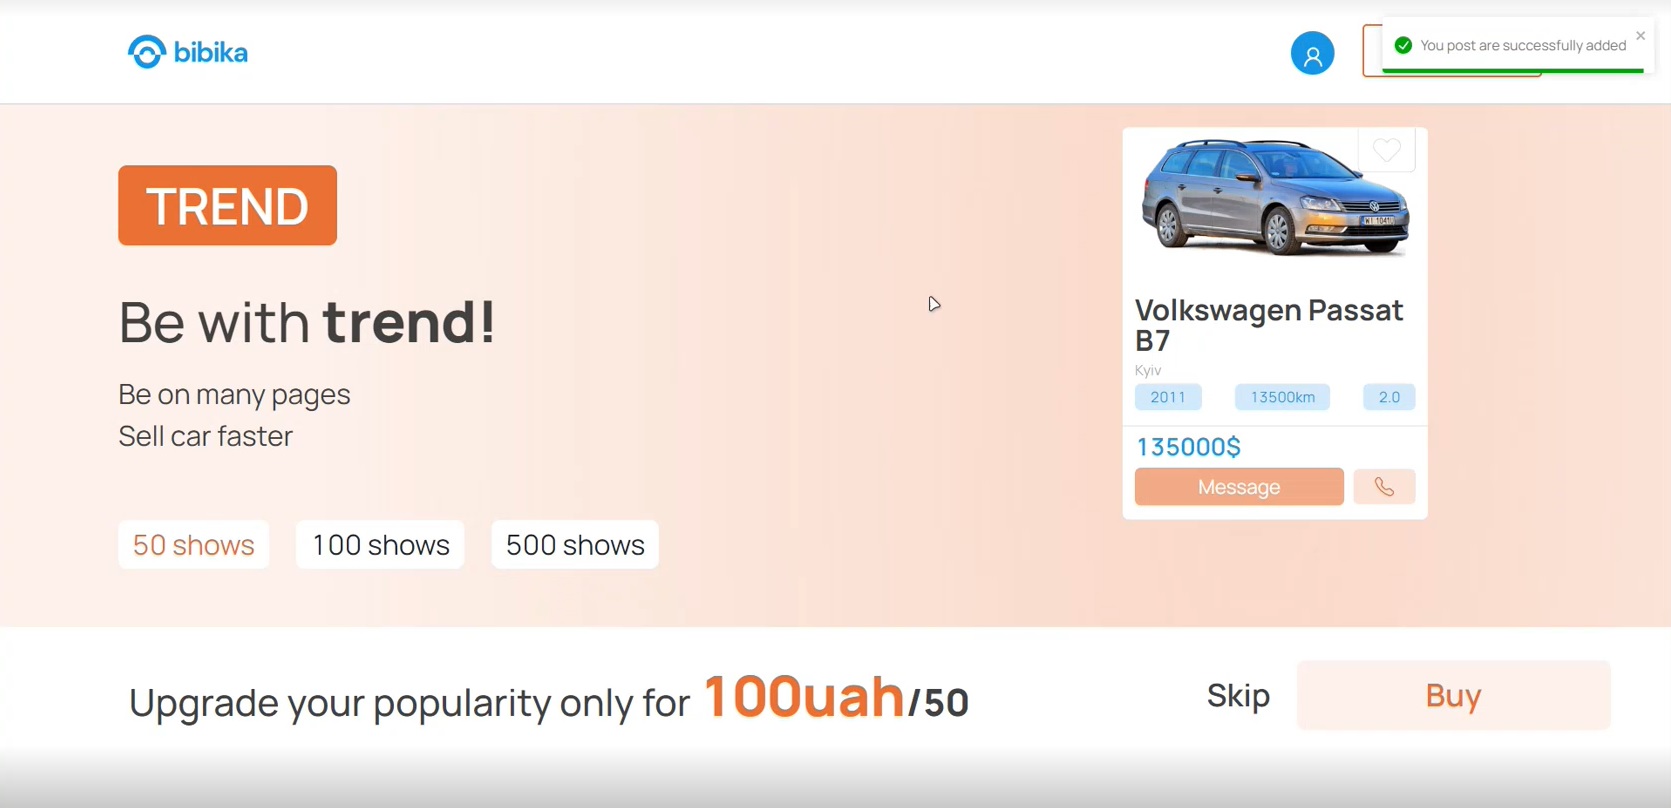 bibika
You post are successfully added
TREND
Be with trend!
Be on many pages
Sell car faster
50 shows
100 shows
500 shows
Volkswagen Passat
B7
Kyiv
2011
13500km
2.0
135000$
Message
Upgrade your popularity only for 100uah/50
Skip
Buy